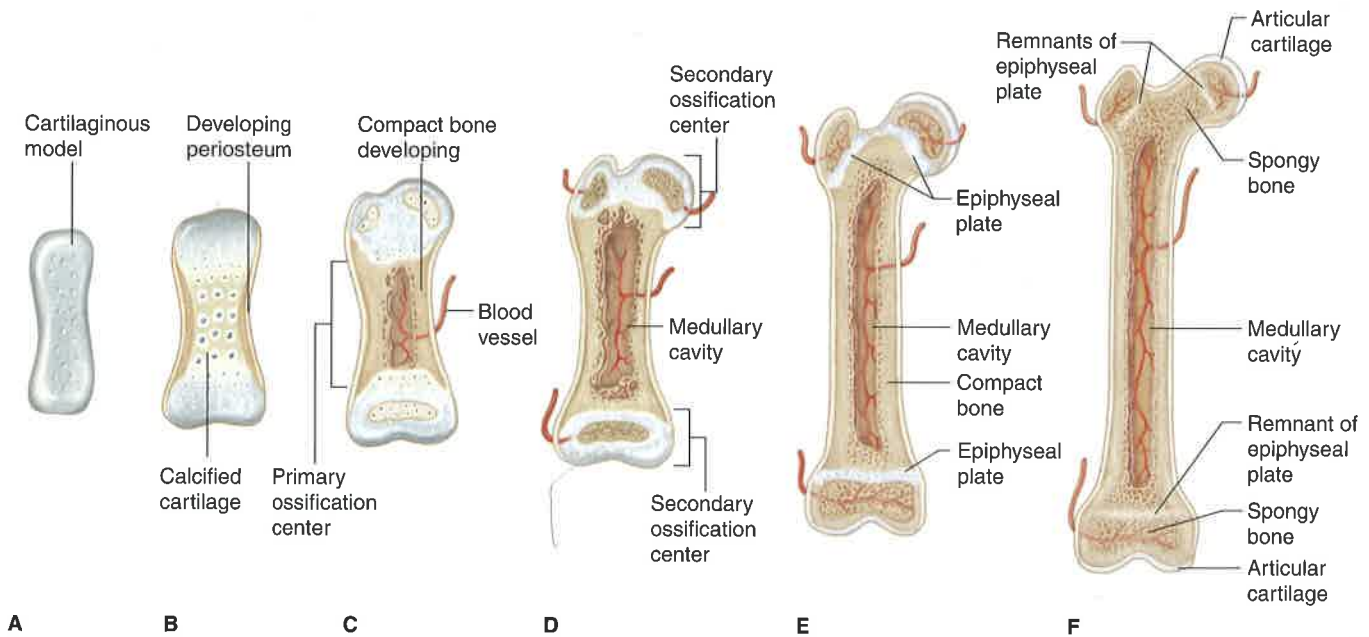 Cartilaginous
model
Developing
periosteum
Calcified
cartilage
Compact bone
developing
Blood
vessel
Primary
ossification
center
Secondary
ossification
center
Medullary
cavity
Secondary
ossification
center
Epiphyseal
plate
Medullary
cavity
Compact
bone
Epiphyseal
plate
Remnants of
epiphyseal
plate
Articular
cartilage
Spongy
bone
Medullary
cavity
Remnant of
epiphyseal
plate
Spongy
bone
Articular
cartilage
A B C D E F